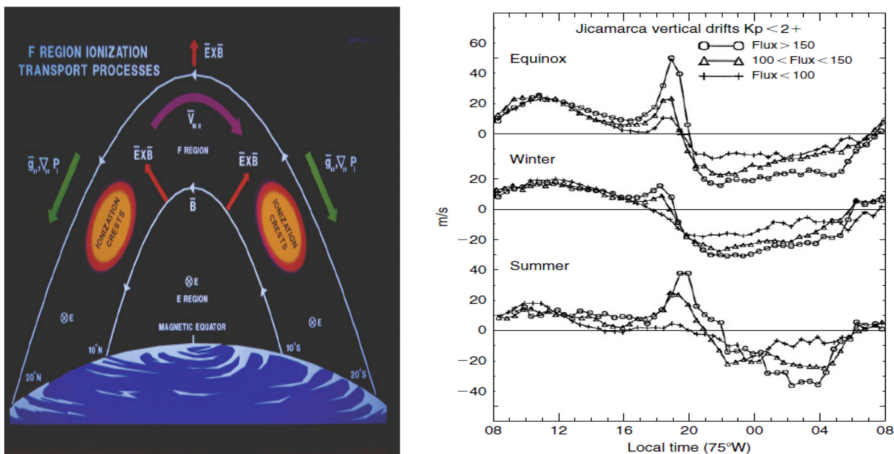 F REGION IONIZATION
TRANSPORT PROCESSES
E̅X̅B̅
V̅
F REGION
E̅X̅B̅
E̅X̅B̅
g̅∥,∇∥ Pᵢ
g̅∥,∇∥ Pᵢ
B̅
IONIZATION
CRESTS
IONIZATION
CRESTS
⊗E
E REGION
⊗E
⊗E
MAGNETIC EQUATOR
10°N
10°S
20°N
20°S
Jicamarca vertical drifts Kp<2+
Equinox
Flux>150
100<Flux<150
Flux<100
60
40
20
0
Winter
20
0
−20
Summer
40
20
0
−20
−40
m/s
08 12 16 20 00 04 08
Local time (75°W)